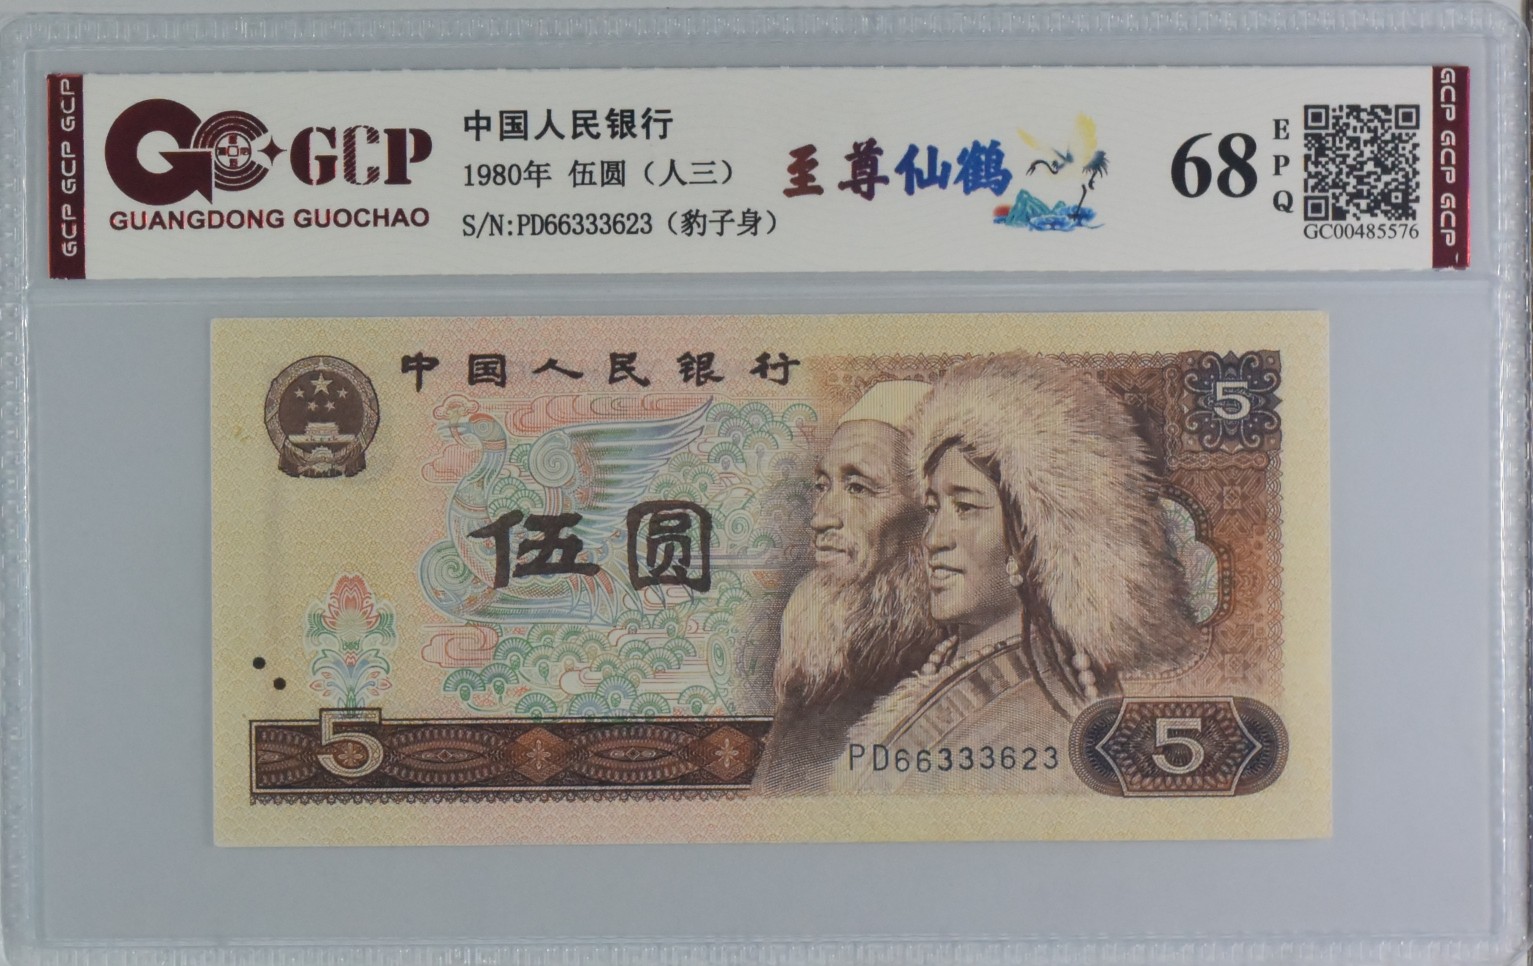 GCP GCP GCP
GCP
GUANGDONG GUOCHAO
中国人民银行
1980年 伍圆（人三）
S/N:PD66333623（豹子身）
至尊仙鹤
68
EPQ
GC00485576
GCP GCP GCP
中国人民银行
5
伍圆
5
PD66333623
5